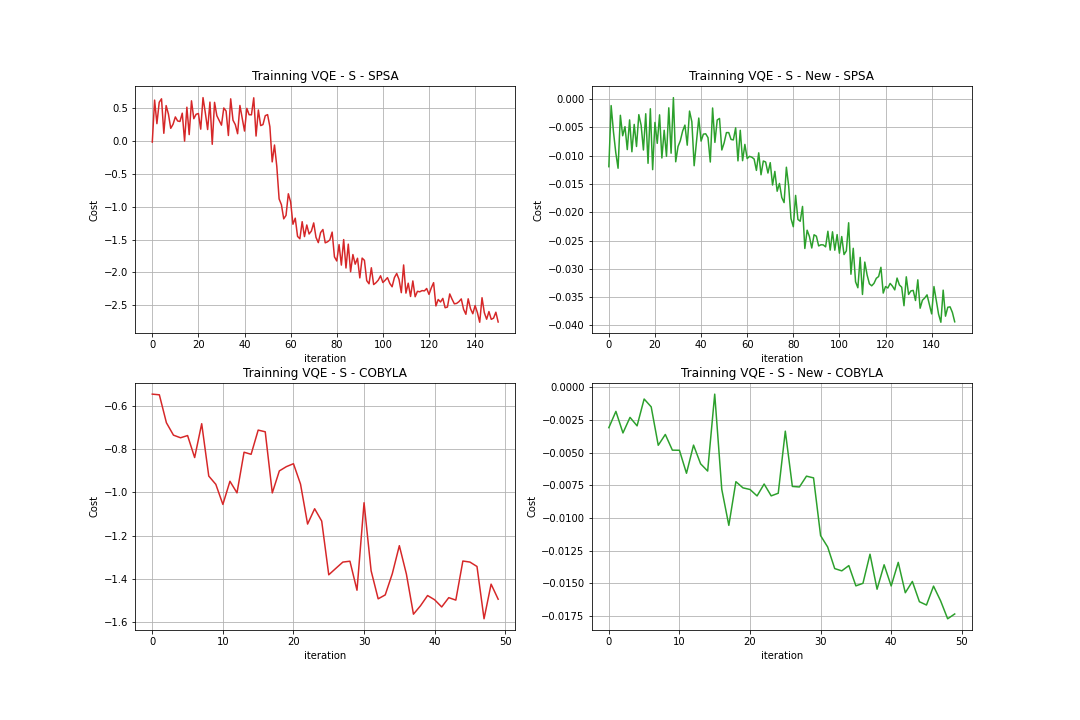 Trainning VQE - S - SPSA
0.5
0.0
−0.5
−1.0
−1.5
−2.0
−2.5
Cost
0 20 40 60 80 100 120 140
iteration
Trainning VQE - S - New - SPSA
0.000
−0.005
−0.010
−0.015
−0.020
−0.025
−0.030
−0.035
−0.040
Cost
0 20 40 60 80 100 120 140
iteration
Trainning VQE - S - COBYLA
−0.6
−0.8
−1.0
−1.2
−1.4
−1.6
Cost
0 10 20 30 40 50
iteration
Trainning VQE - S - New - COBYLA
0.0000
−0.0025
−0.0050
−0.0075
−0.0100
−0.0125
−0.0150
−0.0175
Cost
0 10 20 30 40 50
iteration